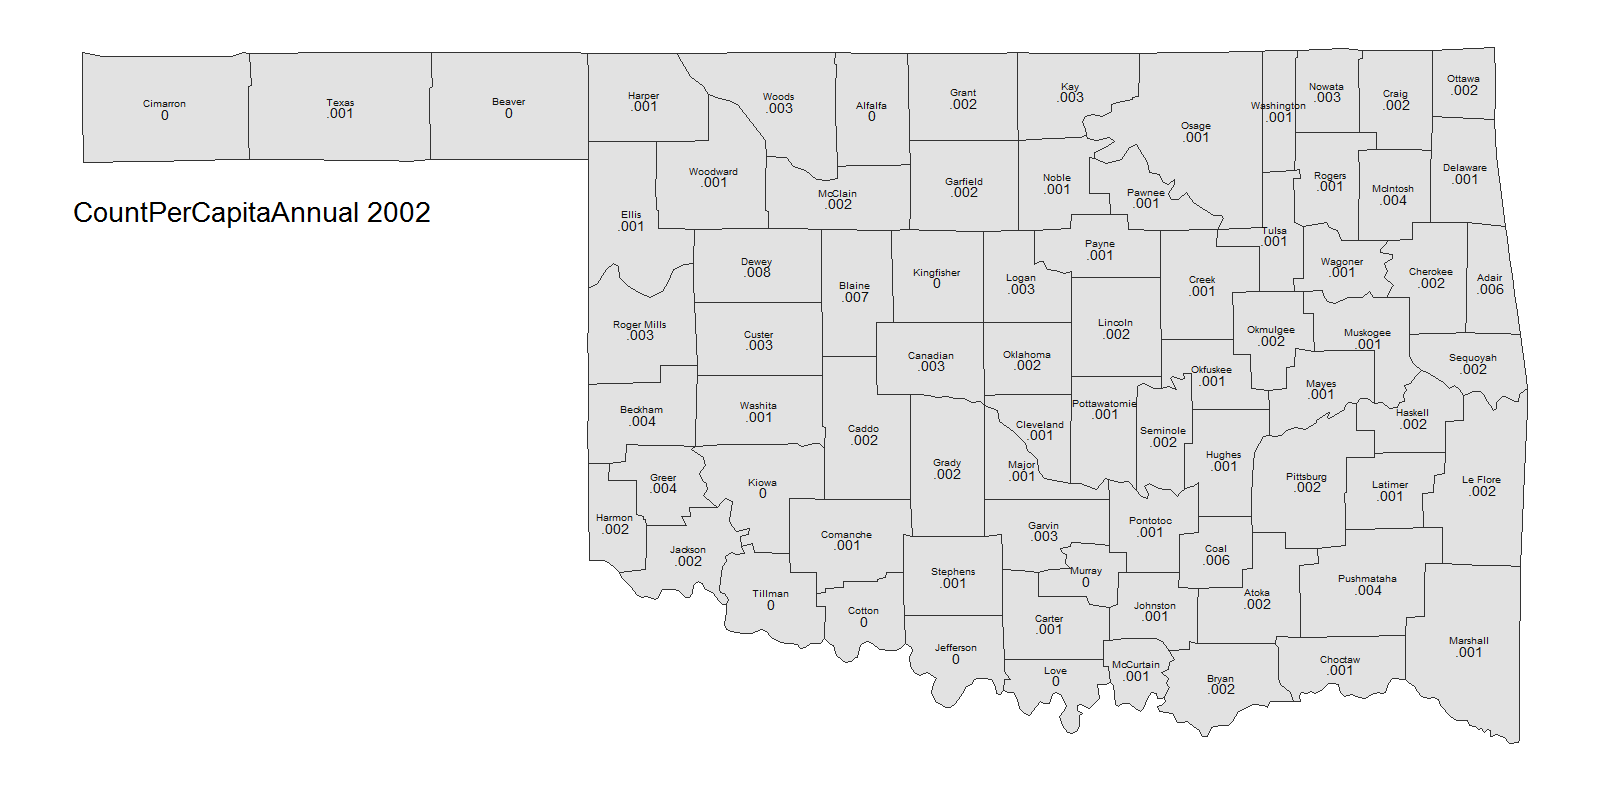 Cimarron
0
Texas
.001
Beaver
0
Harper
.001
Woods
.003
Alfalfa
0
Grant
.002
Kay
.003
Osage
.001
Washington
.001
Nowata
.003
Craig
.002
Ottawa
.002
Woodward
.001
McClain
.002
Garfield
.002
Noble
.001
Pawnee
.001
Rogers
.001
McIntosh
.004
Delaware
.001
CountPerCapitaAnnual 2002
Ellis
.001
Tulsa
.001
Payne
.001
Dewey
.008
Blaine
.007
Kingfisher
0
Logan
.003
Creek
.001
Wagoner
.001
Cherokee
.002
Adair
.006
Roger Mills
.003
Custer
.003
Lincoln
.002
Okmulgee
.002
Muskogee
.001
Canadian
.003
Oklahoma
.002
Sequoyah
.002
Okfuskee
.001
Mayes
.001
Beckham
.004
Washita
.001
Pottawatomie
.001
Haskell
.002
Caddo
.002
Cleveland
.001
Seminole
.002
Grady
.002
Major
.001
Hughes
.001
Greer
.004
Kiowa
0
Pittsburg
.002
Latimer
.001
Le Flore
.002
Harmon
.002
Comanche
.001
Garvin
.003
Pontotoc
.001
Jackson
.002
Coal
.006
Stephens
.001
Murray
0
Pushmataha
.004
Tillman
0
Cotton
0
Carter
.001
Johnston
.001
Atoka
.002
Jefferson
0
Love
0
McCurtain
.001
Bryan
.002
Choctaw
.001
Marshall
.001